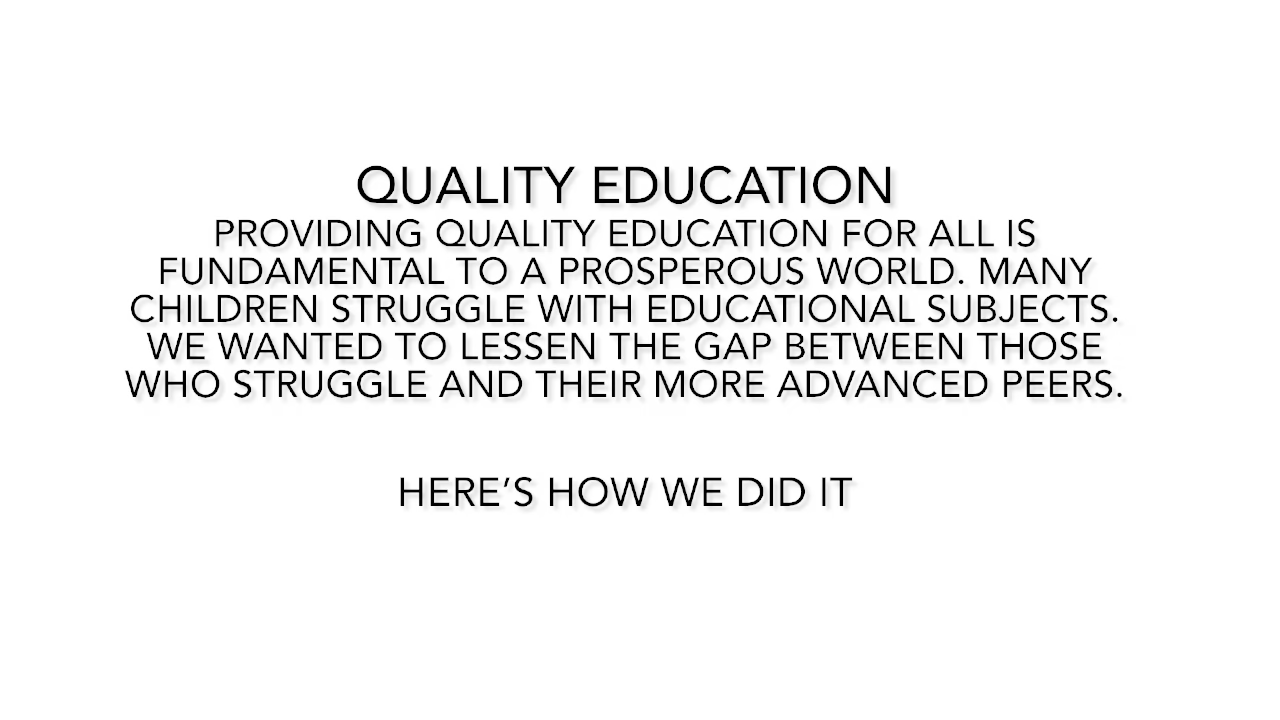 QUALITY EDUCATION
PROVIDING QUALITY EDUCATION FOR ALL IS
FUNDAMENTAL TO A PROSPEROUS WORLD. MANY
CHILDREN STRUGGLE WITH EDUCATIONAL SUBJECTS.
WE WANTED TO LESSEN THE GAP BETWEEN THOSE
WHO STRUGGLE AND THEIR MORE ADVANCED PEERS.
HERE’S HOW WE DID IT